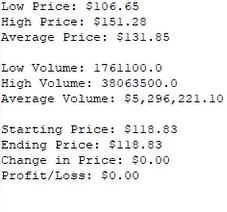 Low Price: $106.65
High Price: $151.28
Average Price: $131.85
Low Volume: 1761100.0
High Volume: 38063500.0
Average Volume: $5,296,221.10
Starting Price: $118.83
Ending Price: $118.83
Change in Price: $0.00
Profit/Loss: $0.00